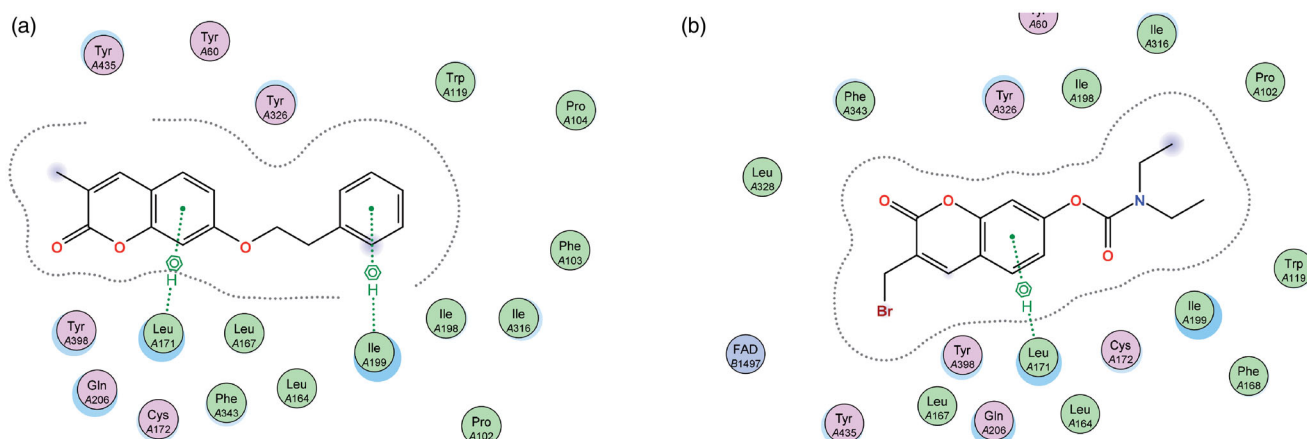 (a)
Tyr
A435
Tyr
A60
Tyr
A326
Trp
A119
Pro
A104
Phe
A103
O
O
O
H
H
Tyr
A398
Leu
A171
Leu
A167
Ile
A199
Ile
A198
Ile
A316
Gln
A206
Cys
A172
Phe
A343
Leu
A164
Pro
A102
(b)
Tyr
A60
Ile
A316
Phe
A343
Tyr
A326
Ile
A198
Pro
A102
Leu
A328
O
O
O
N
O
Br
H
Trp
A119
Ile
A199
FAD
B1497
Tyr
A398
Leu
A171
Cys
A172
Phe
A168
Leu
A167
Gln
A206
Leu
A164
Tyr
A435